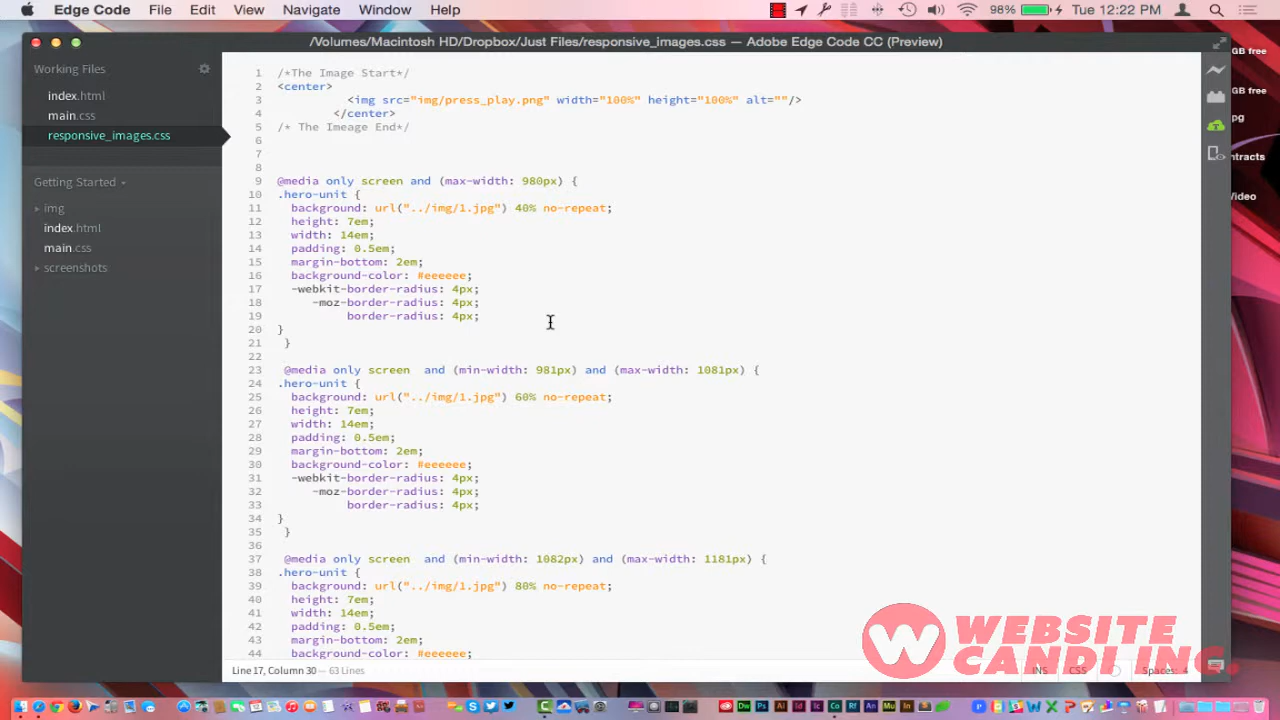 Edge Code File Edit View Navigate Window Help 98% Tue 12:22 PM
/Volumes/Macintosh HD/Dropbox/Just Files/responsive_images.css — Adobe Edge Code CC (Preview)
Working Files
index.html
main.css
responsive_images.css
Getting Started
img
index.html
main.css
screenshots
1 /*The Image Start*/
2 <center>
3 <img src="img/press_play.png" width="100%" height="100%" alt=""/>
4 </center>
5 /* The Imeage End*/
6
7
8
9 @media only screen and (max-width: 980px) {
10 .hero-unit {
11 background: url("../img/1.jpg") 40% no-repeat;
12 height: 7em;
13 width: 14em;
14 padding: 0.5em;
15 margin-bottom: 2em;
16 background-color: #eeeeee;
17 -webkit-border-radius: 4px;
18 -moz-border-radius: 4px;
19 border-radius: 4px;
20 }
21 }
22
23 @media only screen  and (min-width: 981px) and (max-width: 1081px) {
24 .hero-unit {
25 background: url("../img/1.jpg") 60% no-repeat;
26 height: 7em;
27 width: 14em;
28 padding: 0.5em;
29 margin-bottom: 2em;
30 background-color: #eeeeee;
31 -webkit-border-radius: 4px;
32 -moz-border-radius: 4px;
33 border-radius: 4px;
34 }
35 }
36
37 @media only screen  and (min-width: 1082px) and (max-width: 1181px) {
38 .hero-unit {
39 background: url("../img/1.jpg") 80% no-repeat;
40 height: 7em;
41 width: 14em;
42 padding: 0.5em;
43 margin-bottom: 2em;
44 background-color: #eeeeee;
Line 17, Column 30 — 63 Lines
INS CSS Spaces: 4
GB free
GB free
pg
ntracts
Video
WEBSITE
CANDI, INC.